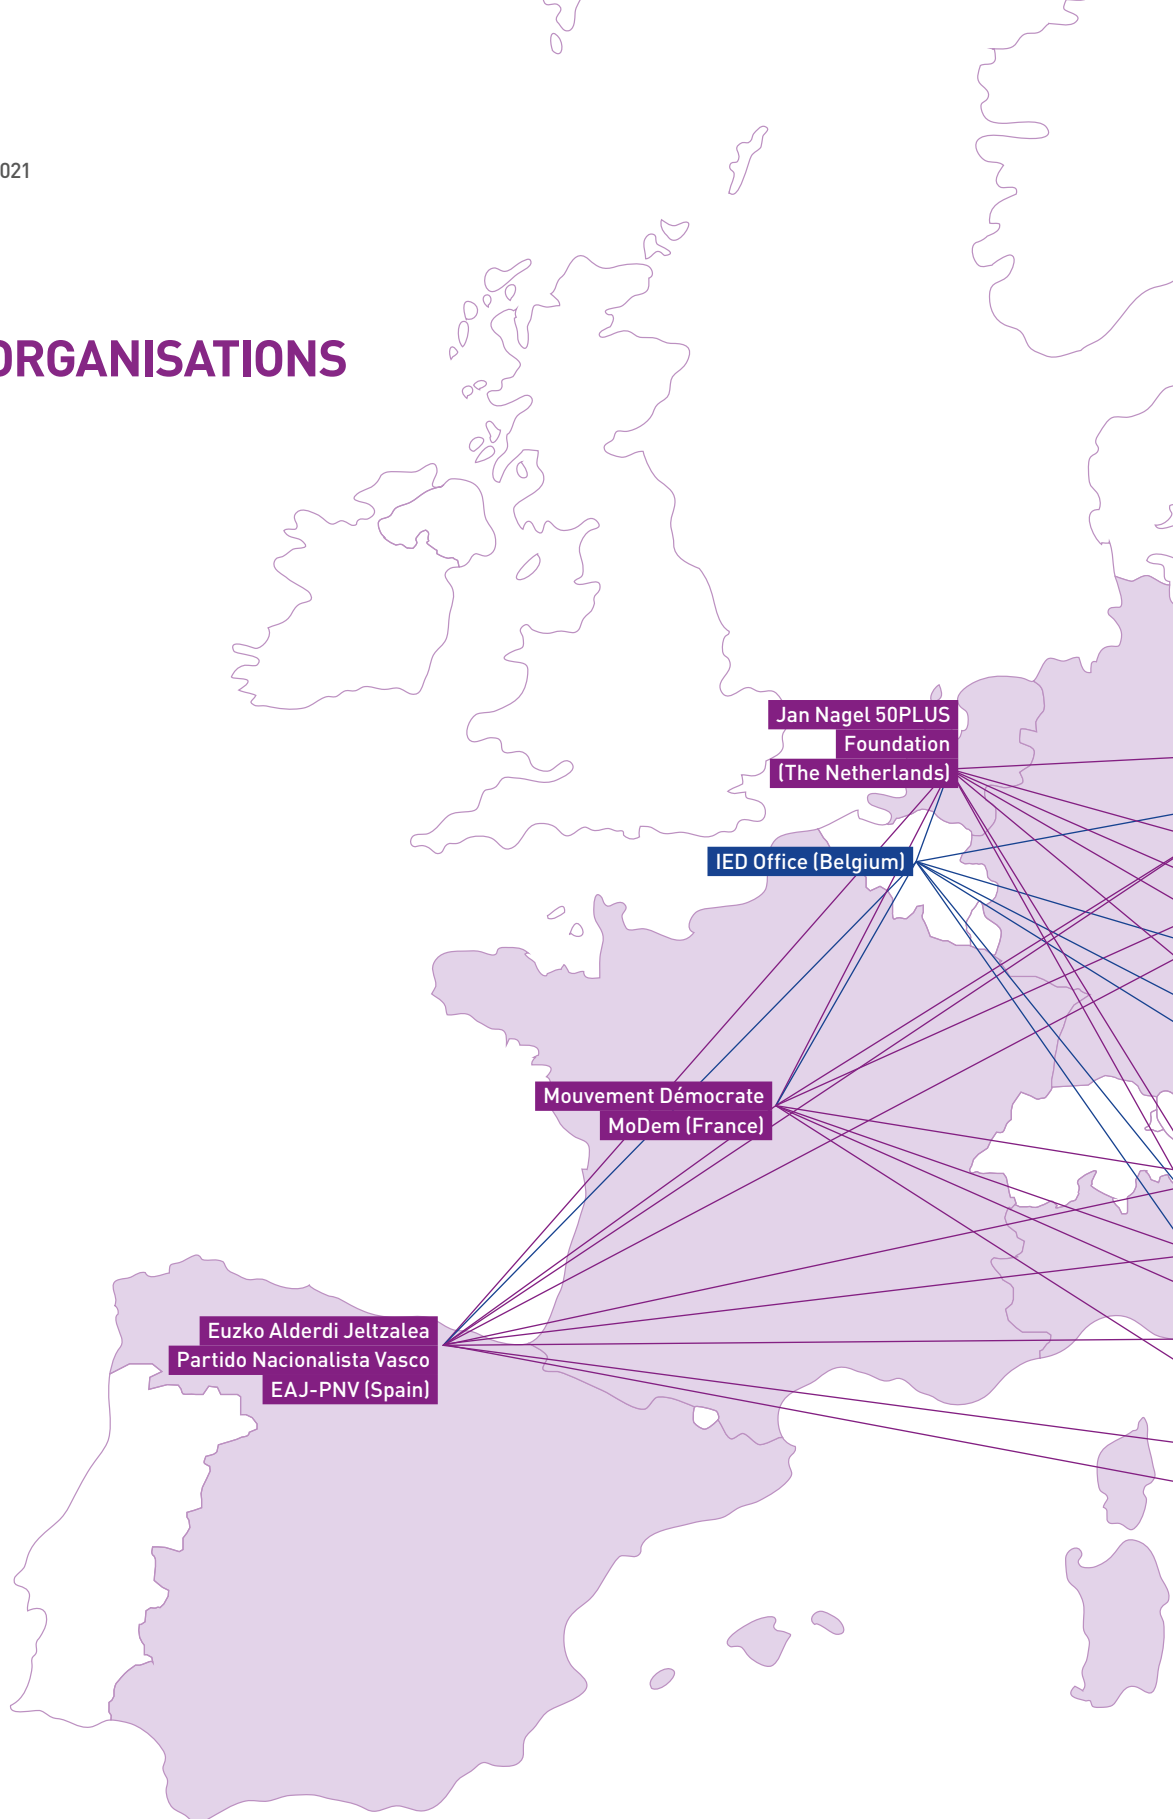 021
ORGANISATIONS
Jan Nagel 50PLUS
Foundation
(The Netherlands)
IED Office (Belgium)
Mouvement Démocrate
MoDem (France)
Euzko Alderdi Jeltzalea
Partido Nacionalista Vasco
EAJ-PNV (Spain)